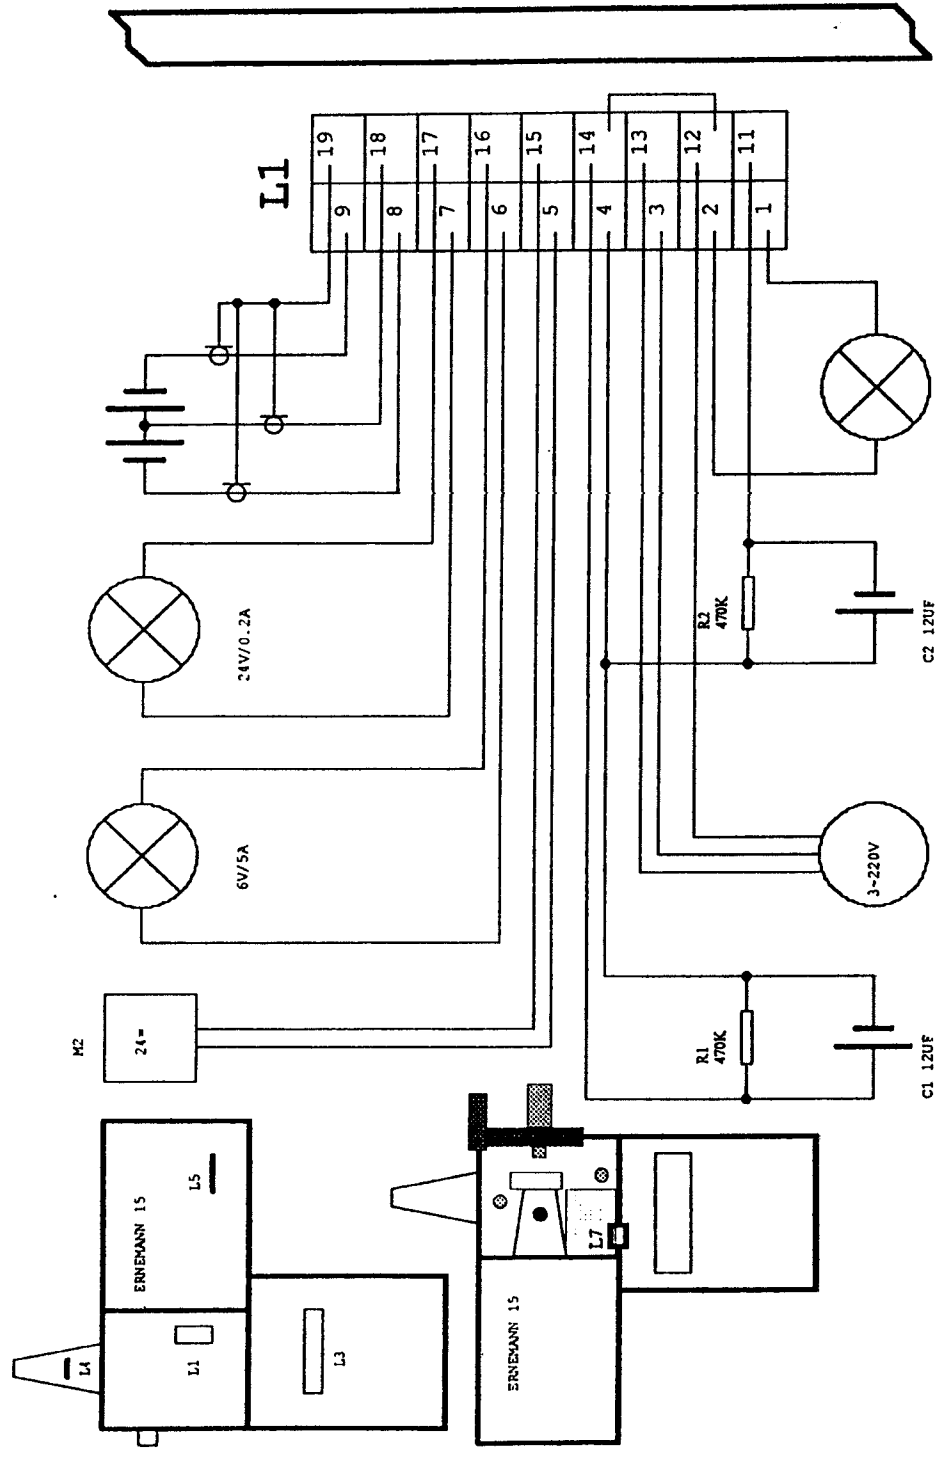 L1
19
18
17
16
15
14
13
12
11
9
8
7
6
5
4
3
2
1
24V/0.2A
6V/5A
M2
24=
R2
470K
C2 12UF
3~220V
R1
470K
C1 12UF
ERNEMANN 15
L5
L4
L1
L3
ERNEMANN 15
L7